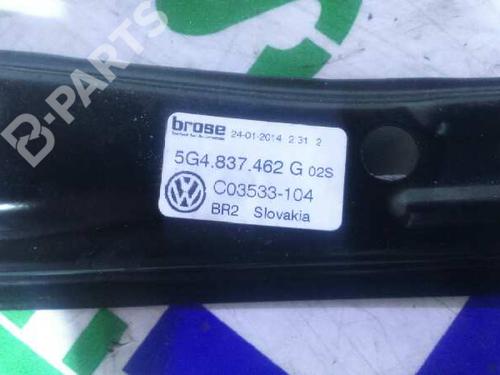 B-PARTS
brose 24-01-2014 2 31 2
5G4.837.462 G 02S
C03533-104
BR2 Slovakia